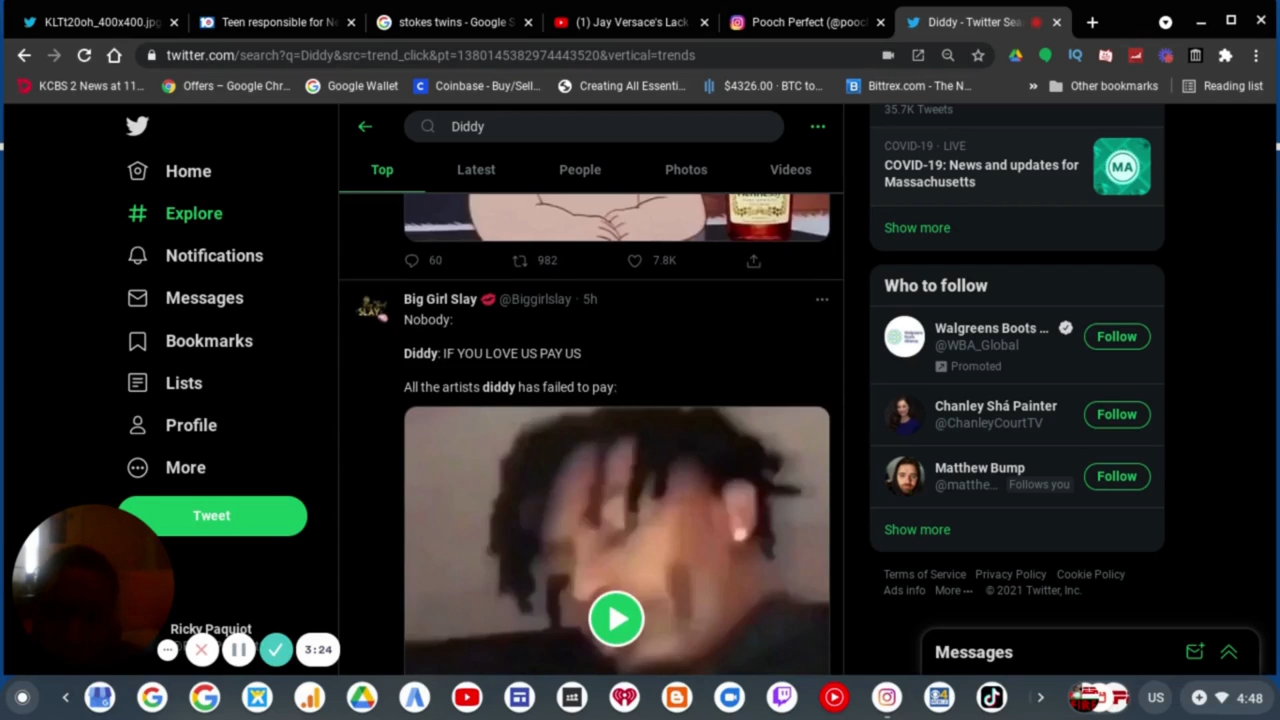 KLTt20oh_400x400.jpg
Teen responsible for Ne
stokes twins - Google S
(1) Jay Versace's Lack
Pooch Perfect (@pooc
Diddy - Twitter Sea
twitter.com/search?q=Diddy&src=trend_click&pt=1380145382974443520&vertical=trends
KCBS 2 News at 11...
Offers – Google Chr...
Google Wallet
Coinbase - Buy/Sell...
Creating All Essenti...
$4326.00 · BTC to...
Bittrex.com - The N...
»
Other bookmarks
Reading list
Home
Explore
Notifications
Messages
Bookmarks
Lists
Profile
More
Tweet
Ricky Paquiot
3:24
Diddy
Top
Latest
People
Photos
Videos
60
982
7.8K
Big Girl Slay 💋 @Biggirlslay · 5h
Nobody:
Diddy: IF YOU LOVE US PAY US
All the artists diddy has failed to pay:
35.7K Tweets
COVID-19 · LIVE
COVID-19: News and updates for
Massachusetts
MA
Show more
Who to follow
Walgreens Boots ...
@WBA_Global
Promoted
Follow
Chanley Shá Painter
@ChanleyCourtTV
Follow
Matthew Bump
@matthe... Follows you
Follow
Show more
Terms of Service Privacy Policy Cookie Policy
Ads info More ··· © 2021 Twitter, Inc.
Messages
US
4:48